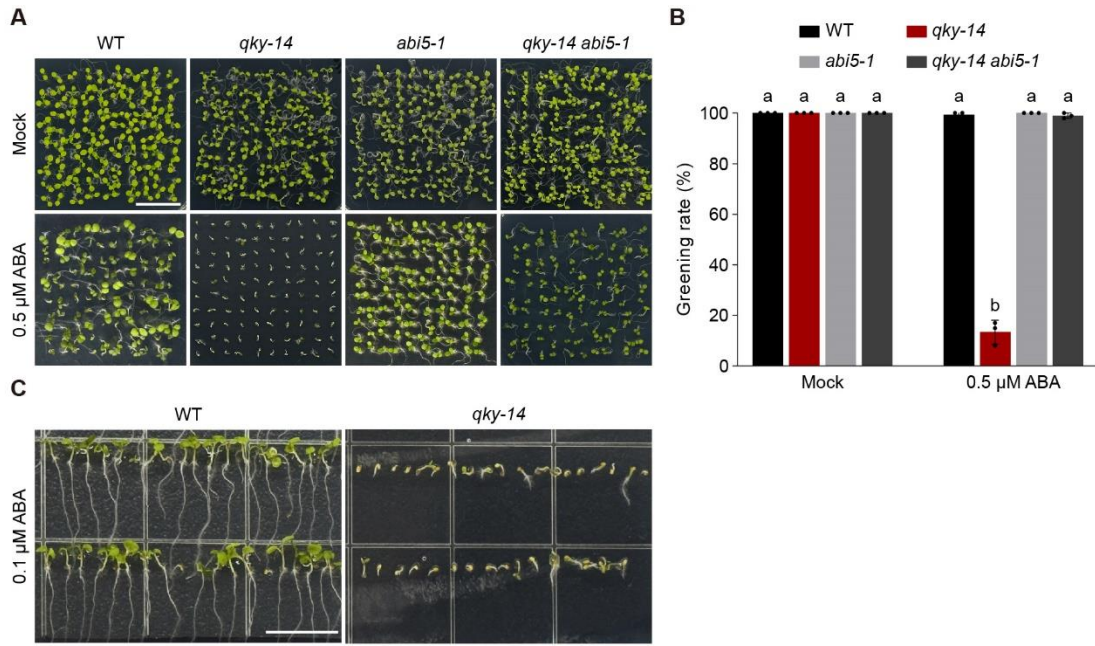 A
WT qky-14 abi5-1 qky-14 abi5-1
Mock
0.5 µM ABA
B
WT qky-14
abi5-1 qky-14 abi5-1
a a a a a a a
b
100
80
60
40
20
0
Greening rate (%)
Mock 0.5 µM ABA
C
WT qky-14
0.1 µM ABA